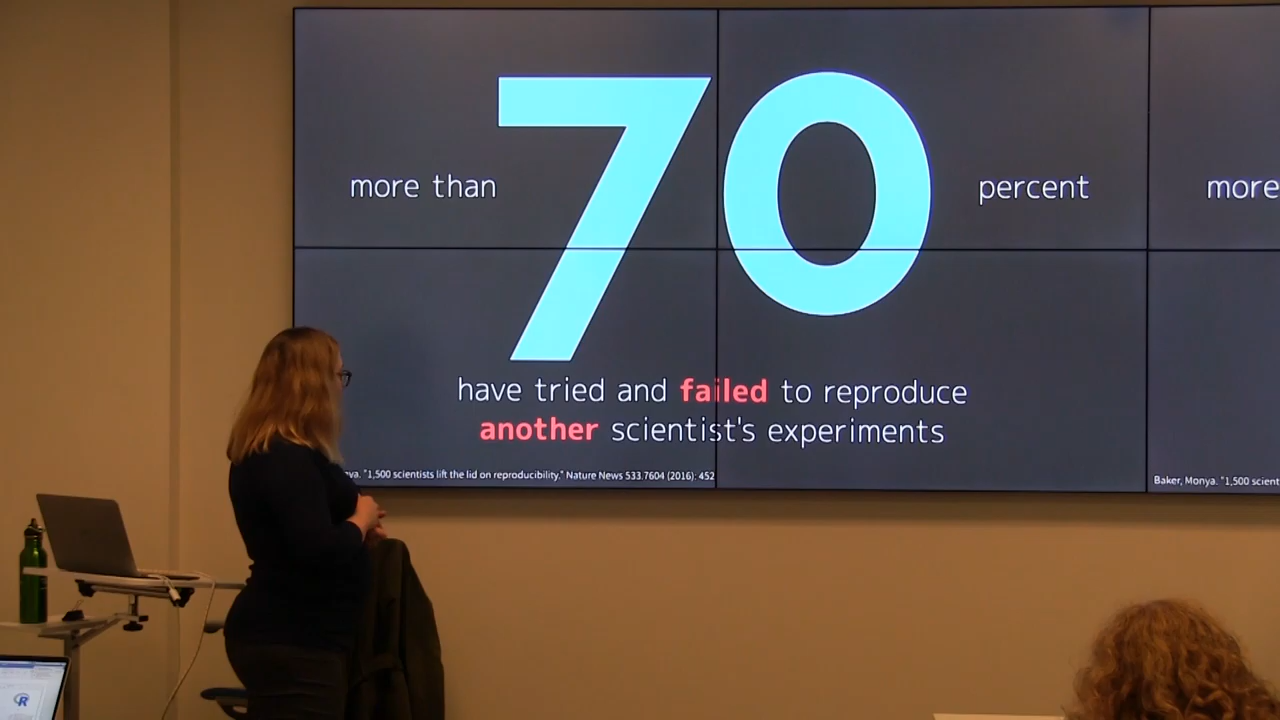 more than 70 percent
have tried and failed to reproduce
another scientist's experiments
"1,500 scientists lift the lid on reproducibility." Nature News 533.7604 (2016): 452
more
Baker, Monya. "1,500
R